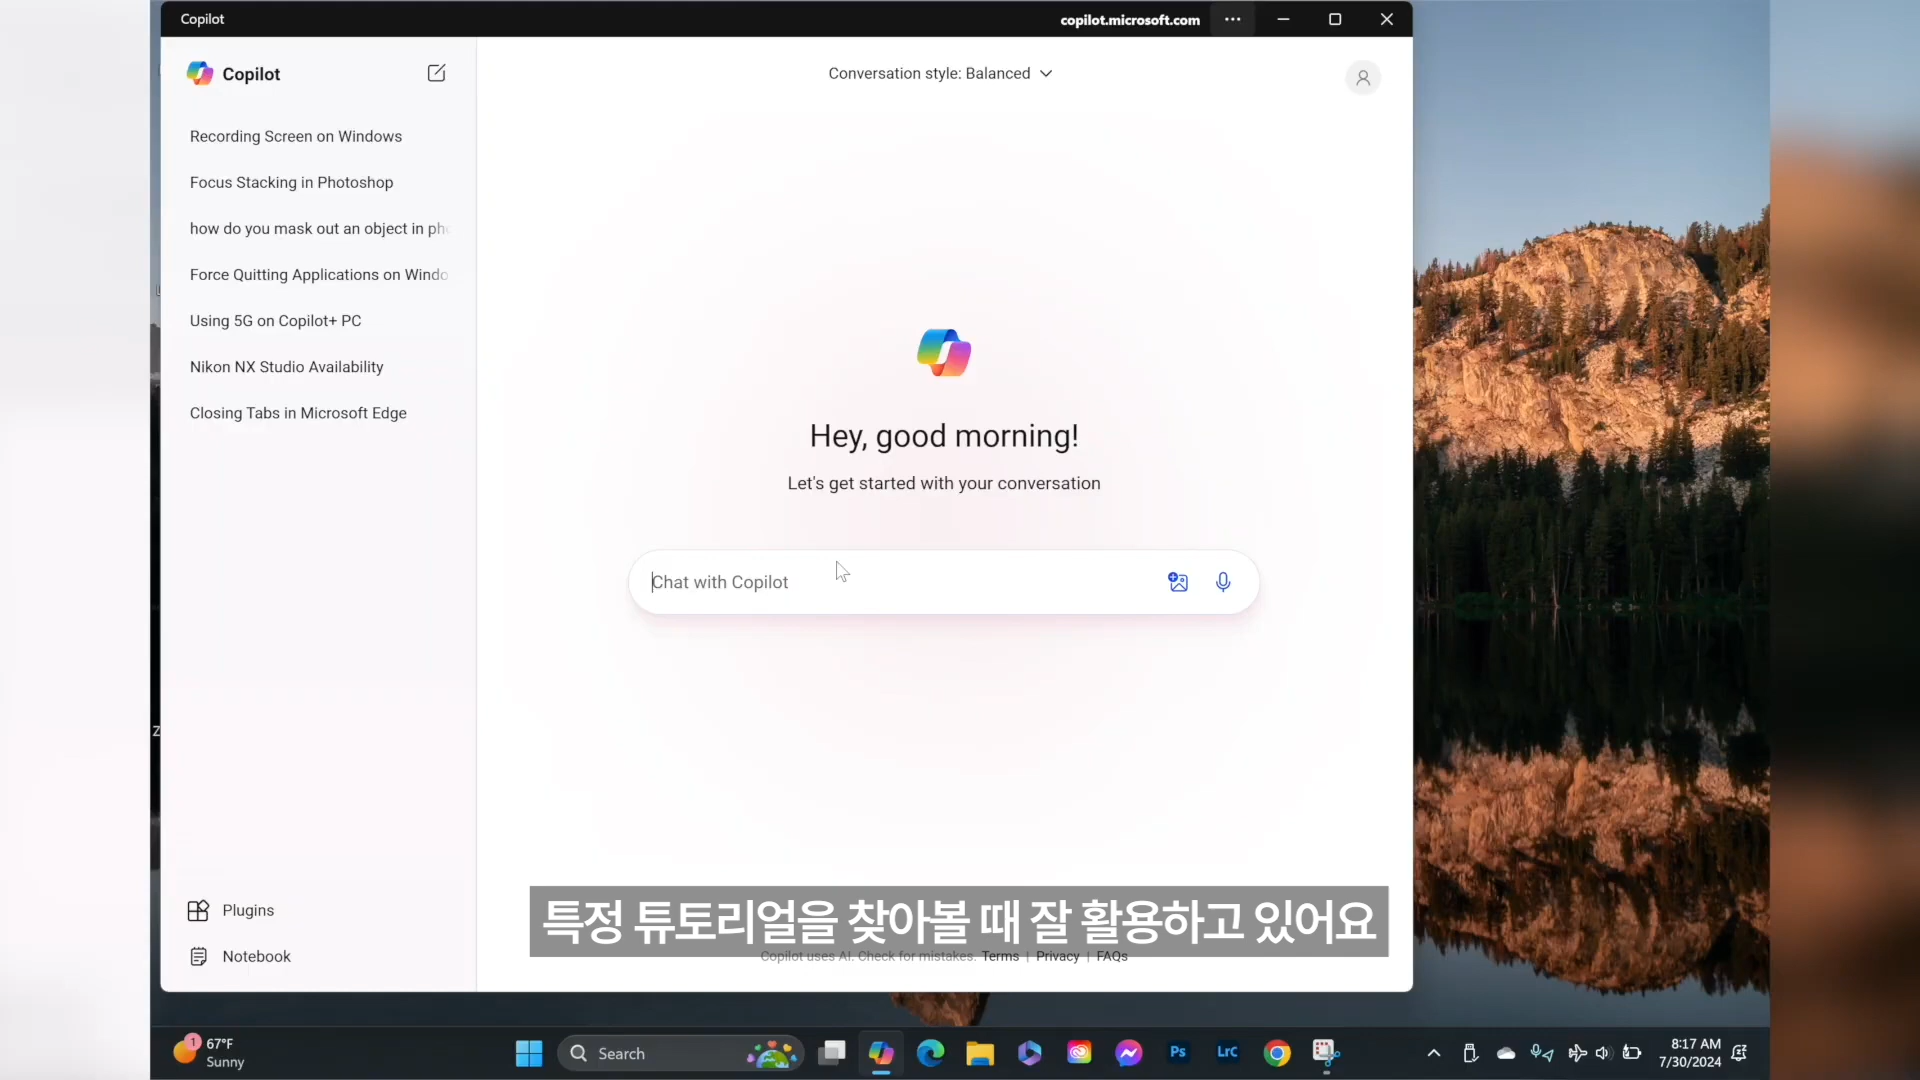 Copilot
copilot.microsoft.com
Copilot
Conversation style: Balanced
Recording Screen on Windows
Focus Stacking in Photoshop
how do you mask out an object in pho
Force Quitting Applications on Windo
Using 5G on Copilot+ PC
Nikon NX Studio Availability
Closing Tabs in Microsoft Edge
Hey, good morning!
Let's get started with your conversation
Chat with Copilot
Z
Plugins
Notebook
특정 튜토리얼을 찾아볼 때 잘 활용하고 있어요
Copilot uses AI. Check for mistakes. Terms | Privacy | FAQs
1
67°F
Sunny
Search
Ps
LrC
8:17 AM
7/30/2024